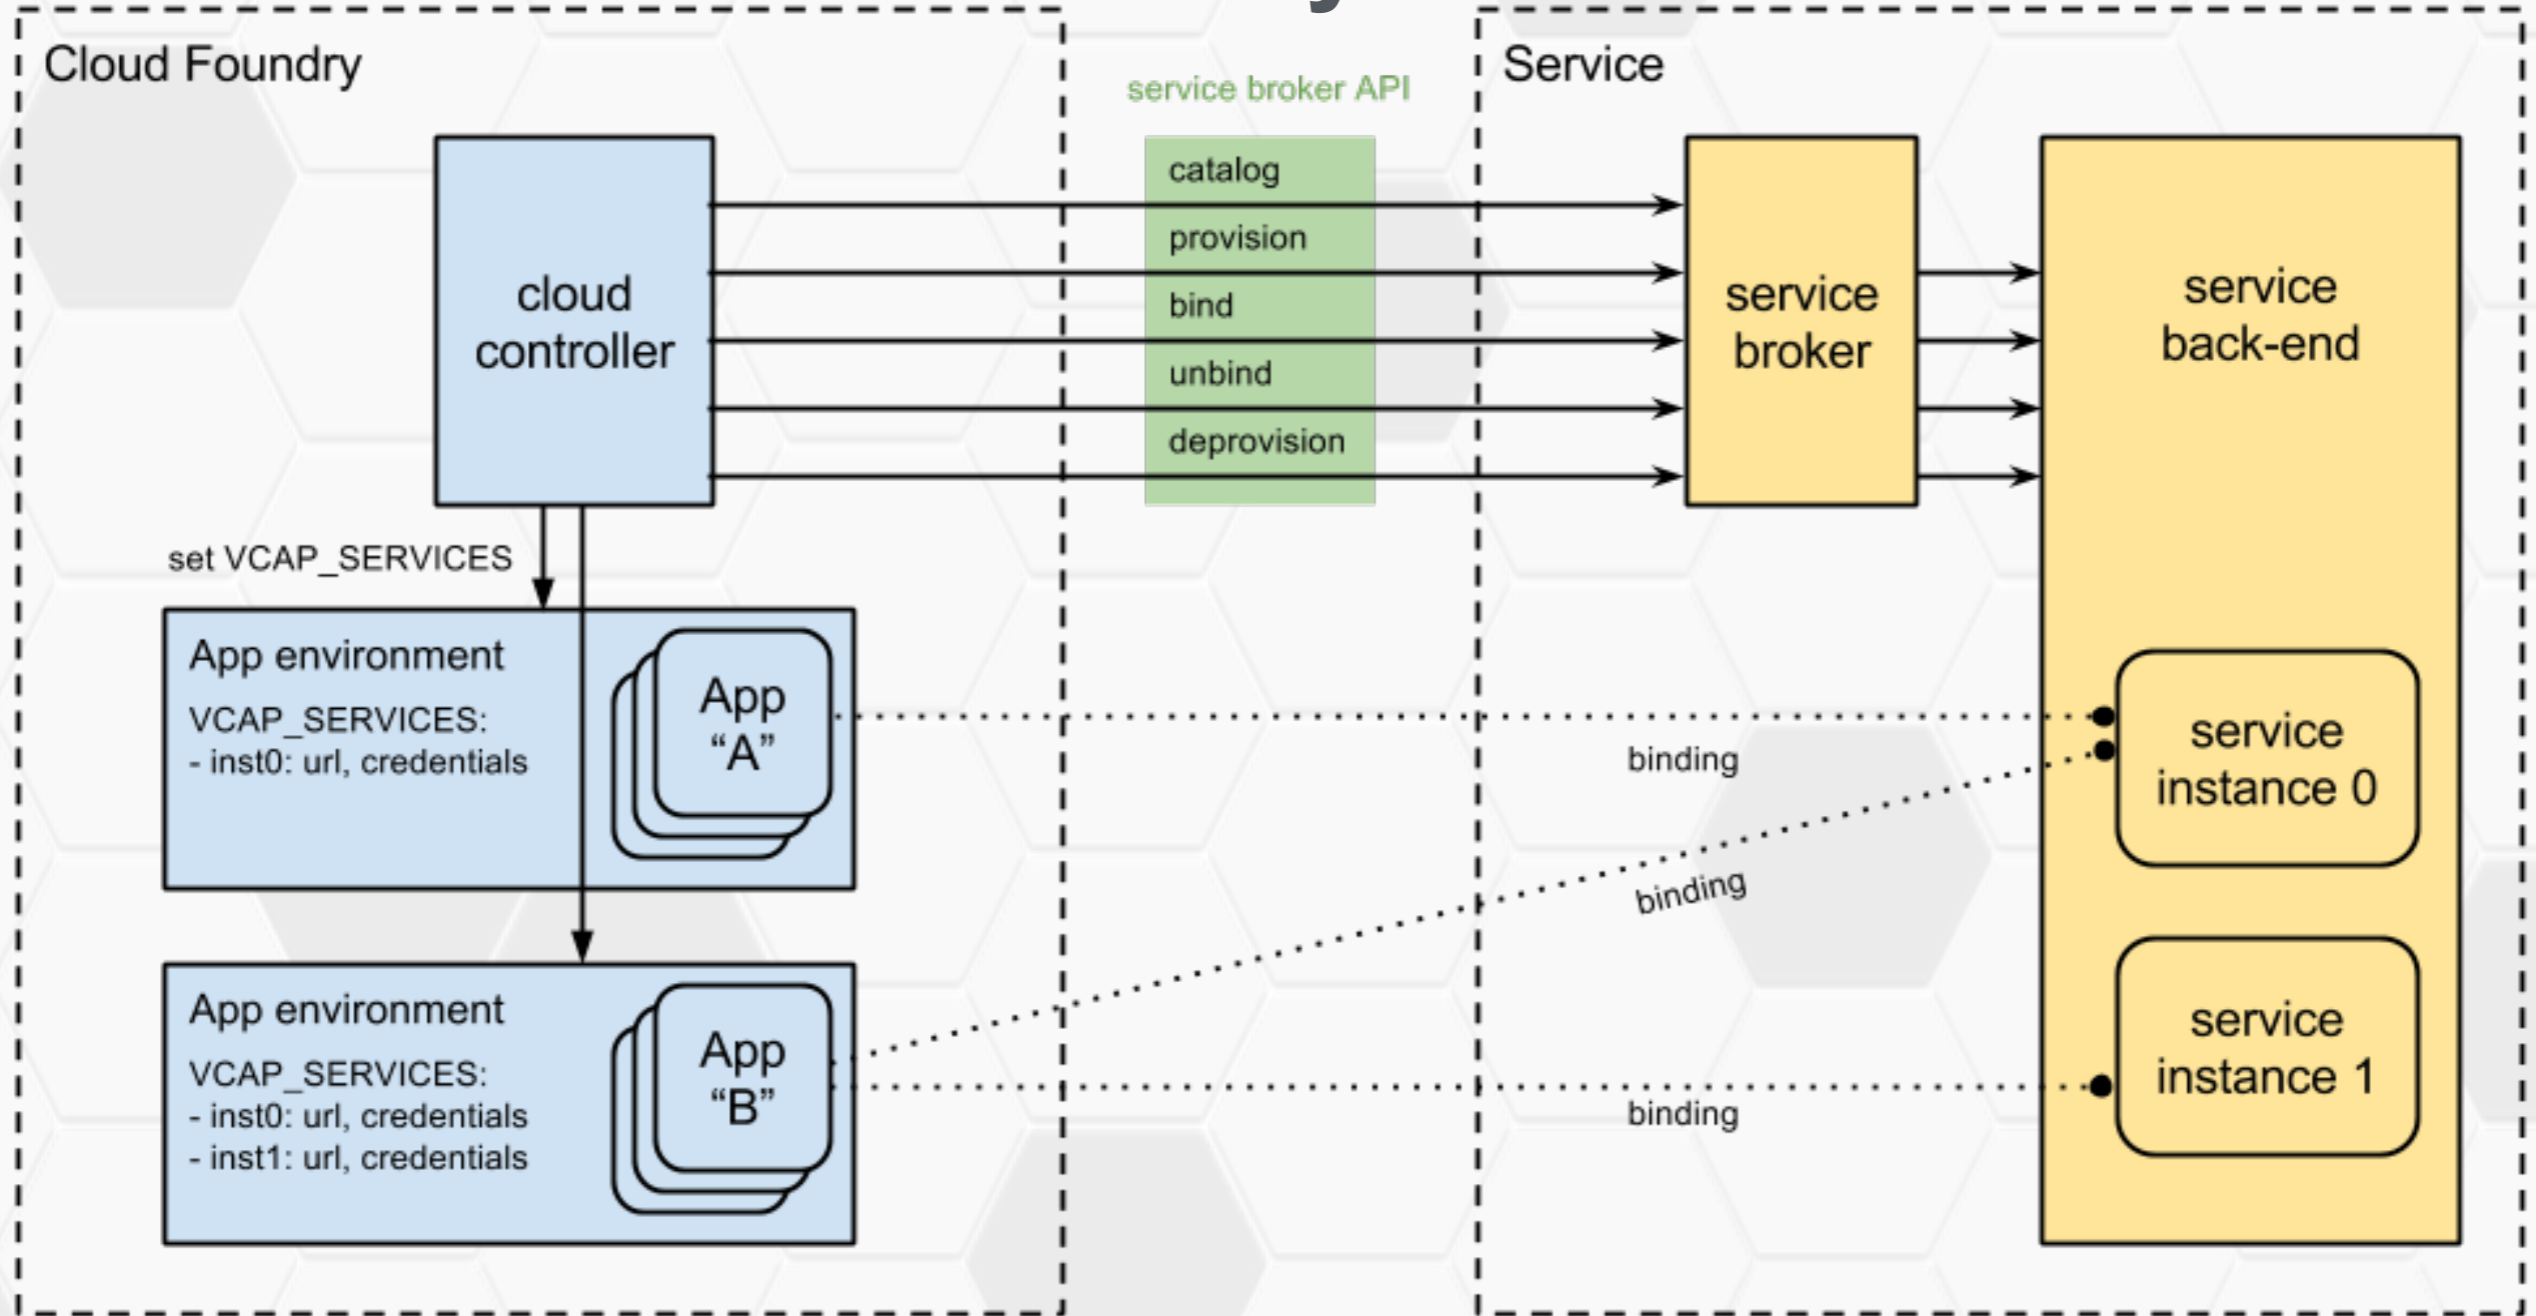 Cloud Foundry
service broker API
Service
catalog
provision
bind
unbind
deprovision
cloud
controller
service
broker
service
back-end
set VCAP_SERVICES
App environment
VCAP_SERVICES:
- inst0: url, credentials
App
“A”
binding
service
instance 0
binding
App environment
VCAP_SERVICES:
- inst0: url, credentials
- inst1: url, credentials
App
“B”
binding
service
instance 1